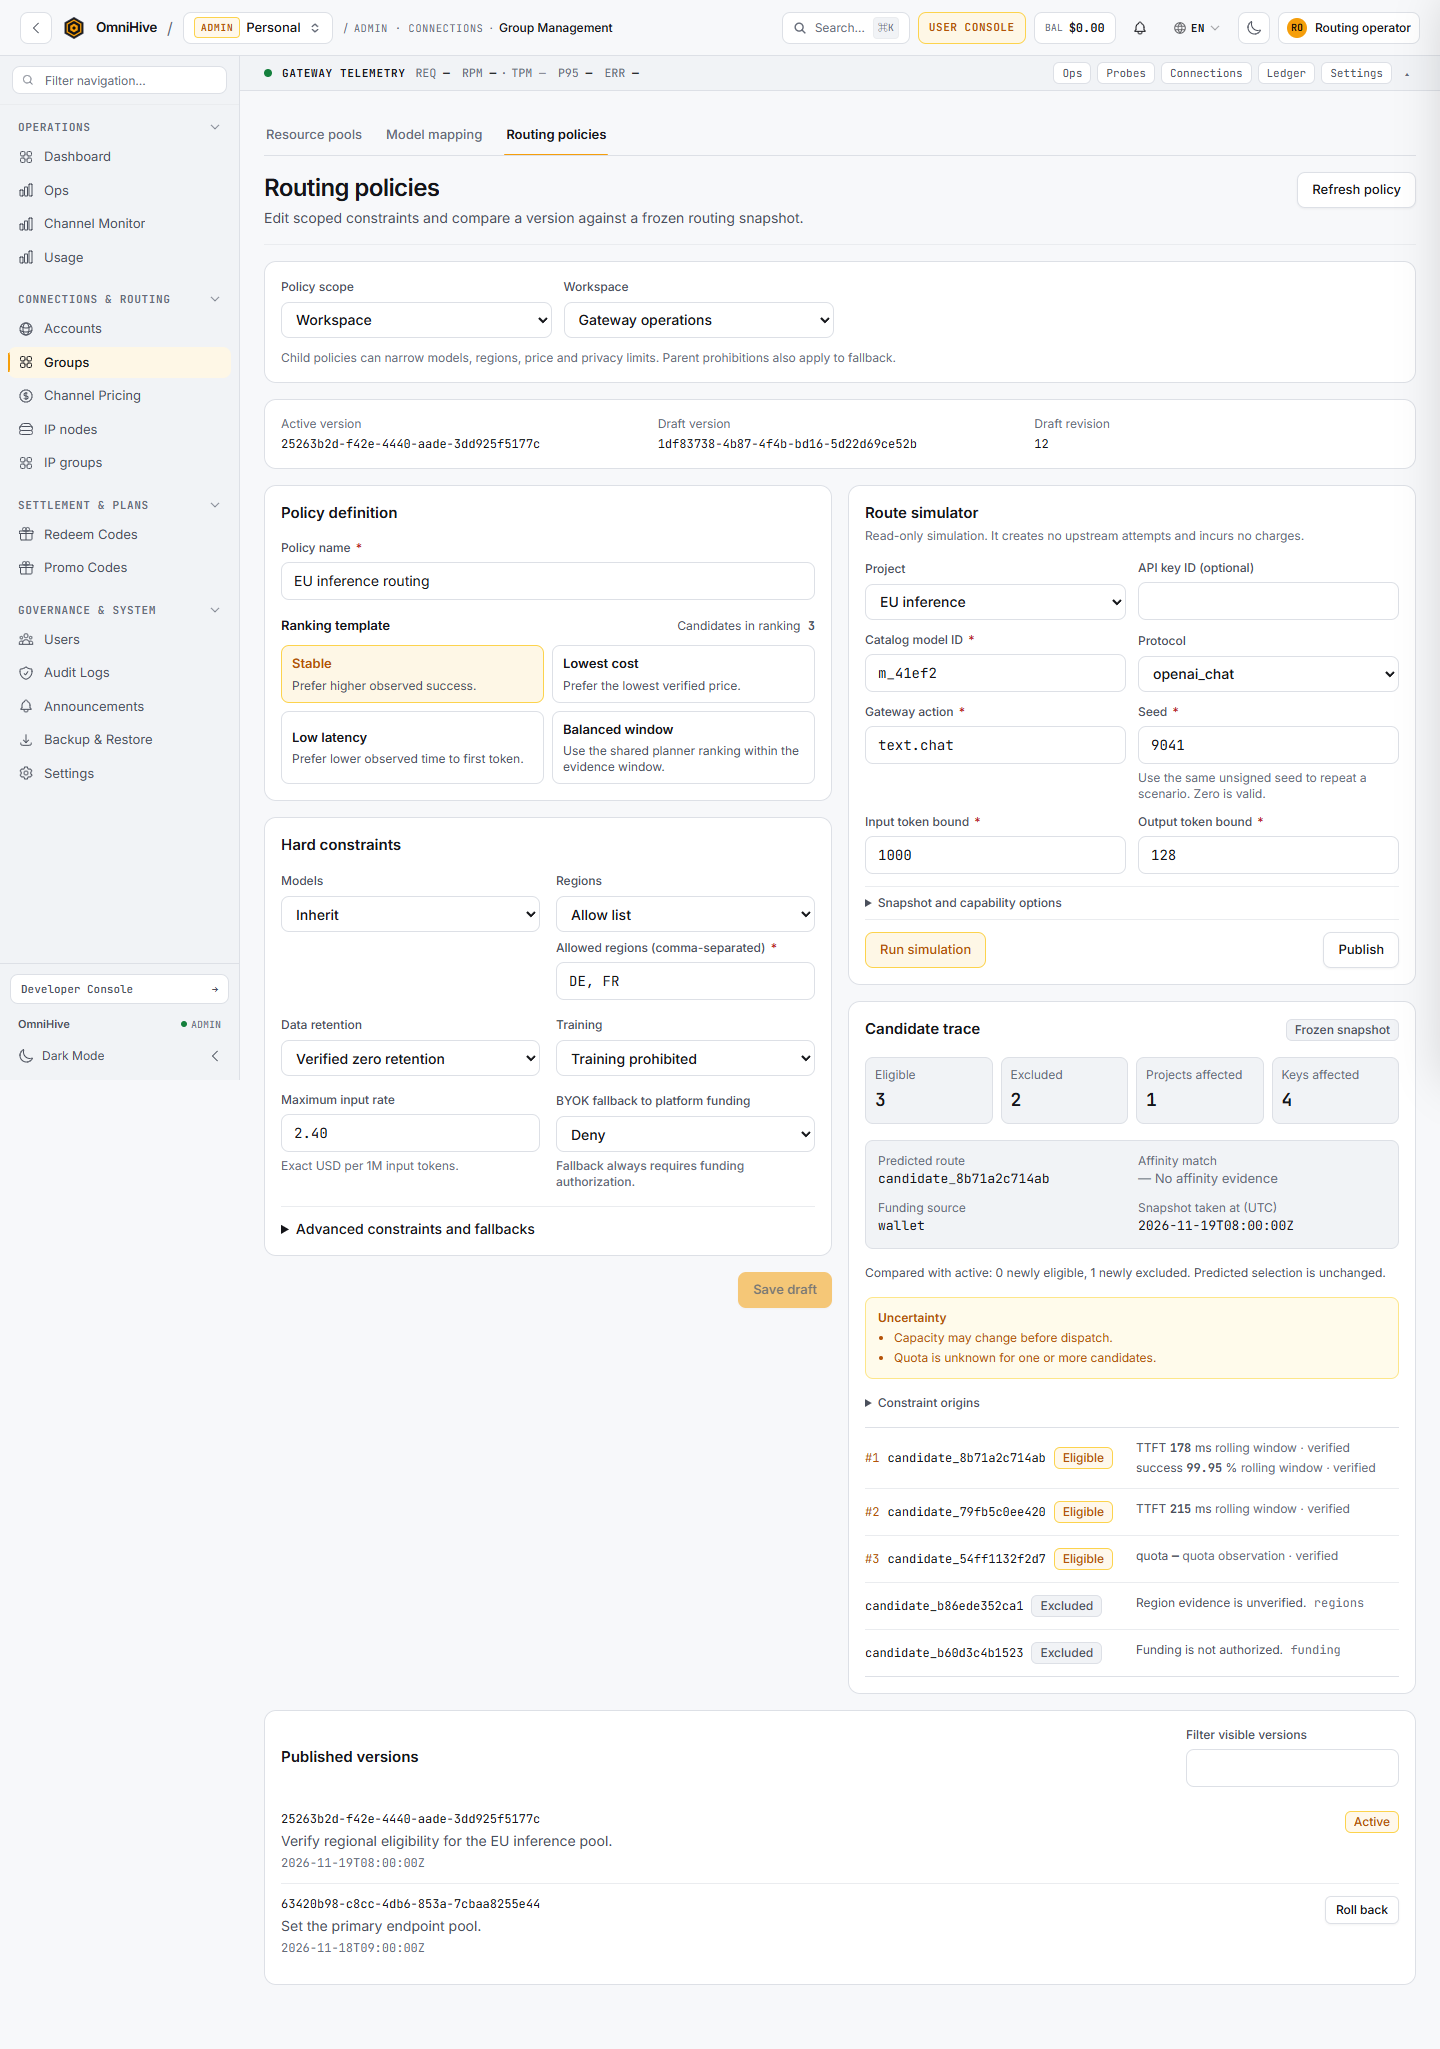 OmniHive / ADMIN Personal / ADMIN · CONNECTIONS · Group Management Search... ⌘K USER CONSOLE BAL $0.00 EN RO Routing operator
Filter navigation...
GATEWAY TELEMETRY REQ — RPM — · TPM — P95 — ERR — Ops Probes Connections Ledger Settings
OPERATIONS
Dashboard
Ops
Channel Monitor
Usage
CONNECTIONS & ROUTING
Accounts
Groups
Channel Pricing
IP nodes
IP groups
SETTLEMENT & PLANS
Redeem Codes
Promo Codes
GOVERNANCE & SYSTEM
Users
Audit Logs
Announcements
Backup & Restore
Settings
Developer Console →
OmniHive ADMIN
Dark Mode
Resource pools Model mapping Routing policies
Routing policies
Refresh policy
Edit scoped constraints and compare a version against a frozen routing snapshot.
Policy scope Workspace
Workspace Gateway operations
Child policies can narrow models, regions, price and privacy limits. Parent prohibitions also apply to fallback.
Active version Draft version Draft revision
25263b2d-f42e-4440-aade-3dd925f5177c 1df83738-4b87-4f4b-bd16-5d22d69ce52b 12
Policy definition
Policy name *
EU inference routing
Ranking template Candidates in ranking 3
Stable
Prefer higher observed success.
Lowest cost
Prefer the lowest verified price.
Low latency
Prefer lower observed time to first token.
Balanced window
Use the shared planner ranking within the
evidence window.
Hard constraints
Models Regions
Inherit Allow list
Allowed regions (comma-separated) *
DE, FR
Data retention Training
Verified zero retention Training prohibited
Maximum input rate BYOK fallback to platform funding
2.40 Deny
Exact USD per 1M input tokens.
Fallback always requires funding
authorization.
Advanced constraints and fallbacks
Save draft
Route simulator
Read-only simulation. It creates no upstream attempts and incurs no charges.
Project API key ID (optional)
EU inference
Catalog model ID * Protocol
m_41ef2 openai_chat
Gateway action * Seed *
text.chat 9041
Use the same unsigned seed to repeat a
scenario. Zero is valid.
Input token bound * Output token bound *
1000 128
Snapshot and capability options
Run simulation Publish
Candidate trace Frozen snapshot
Eligible Excluded Projects affected Keys affected
3 2 1 4
Predicted route Affinity match
candidate_8b71a2c714ab — No affinity evidence
Funding source Snapshot taken at (UTC)
wallet 2026-11-19T08:00:00Z
Compared with active: 0 newly eligible, 1 newly excluded. Predicted selection is unchanged.
Uncertainty
• Capacity may change before dispatch.
• Quota is unknown for one or more candidates.
Constraint origins
#1 candidate_8b71a2c714ab Eligible TTFT 178 ms rolling window · verified
success 99.95 % rolling window · verified
#2 candidate_79fb5c0ee420 Eligible TTFT 215 ms rolling window · verified
#3 candidate_54ff1132f2d7 Eligible quota — quota observation · verified
candidate_b86ede352ca1 Excluded Region evidence is unverified. regions
candidate_b60d3c4b1523 Excluded Funding is not authorized. funding
Published versions
Filter visible versions
25263b2d-f42e-4440-aade-3dd925f5177c Active
Verify regional eligibility for the EU inference pool.
2026-11-19T08:00:00Z
63420b98-c8cc-4db6-853a-7cbaa8255e44 Roll back
Set the primary endpoint pool.
2026-11-18T09:00:00Z